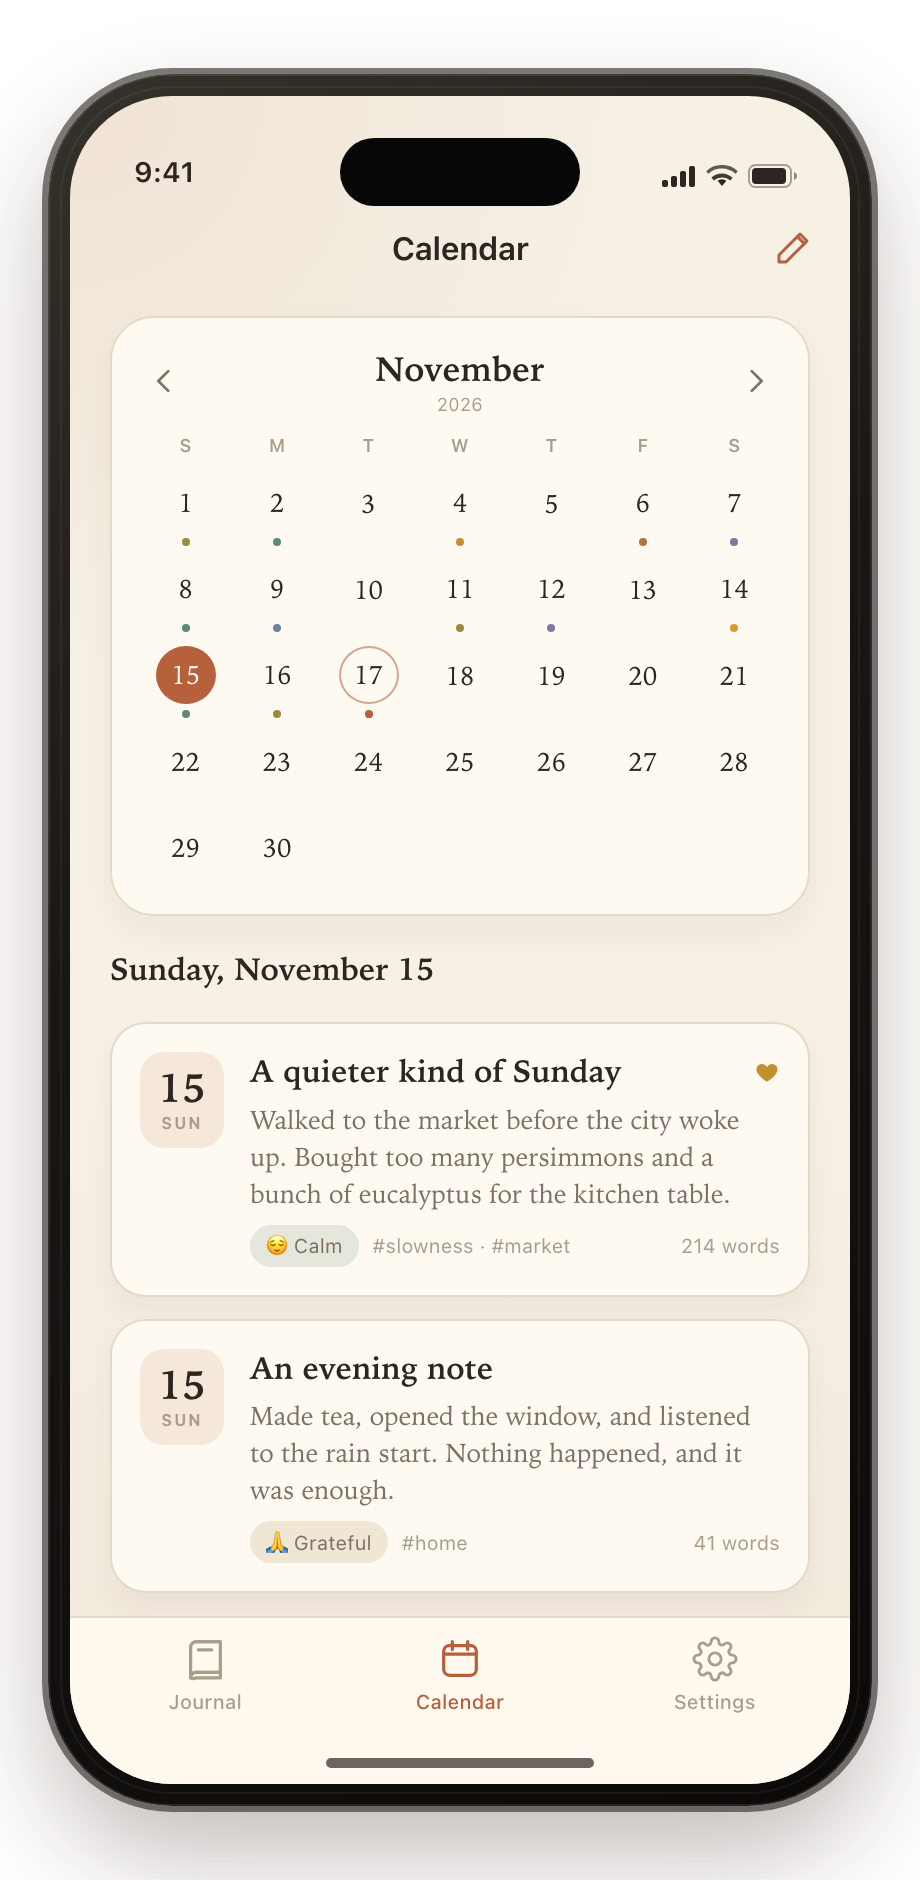 9:41
Calendar
November
2026
S M T W T F S
1 2 3 4 5 6 7
8 9 10 11 12 13 14
15 16 17 18 19 20 21
22 23 24 25 26 27 28
29 30
Sunday, November 15
15
SUN
A quieter kind of Sunday
Walked to the market before the city woke
up. Bought too many persimmons and a
bunch of eucalyptus for the kitchen table.
😌 Calm #slowness · #market 214 words
15
SUN
An evening note
Made tea, opened the window, and listened
to the rain start. Nothing happened, and it
was enough.
🙏 Grateful #home 41 words
Journal Calendar Settings